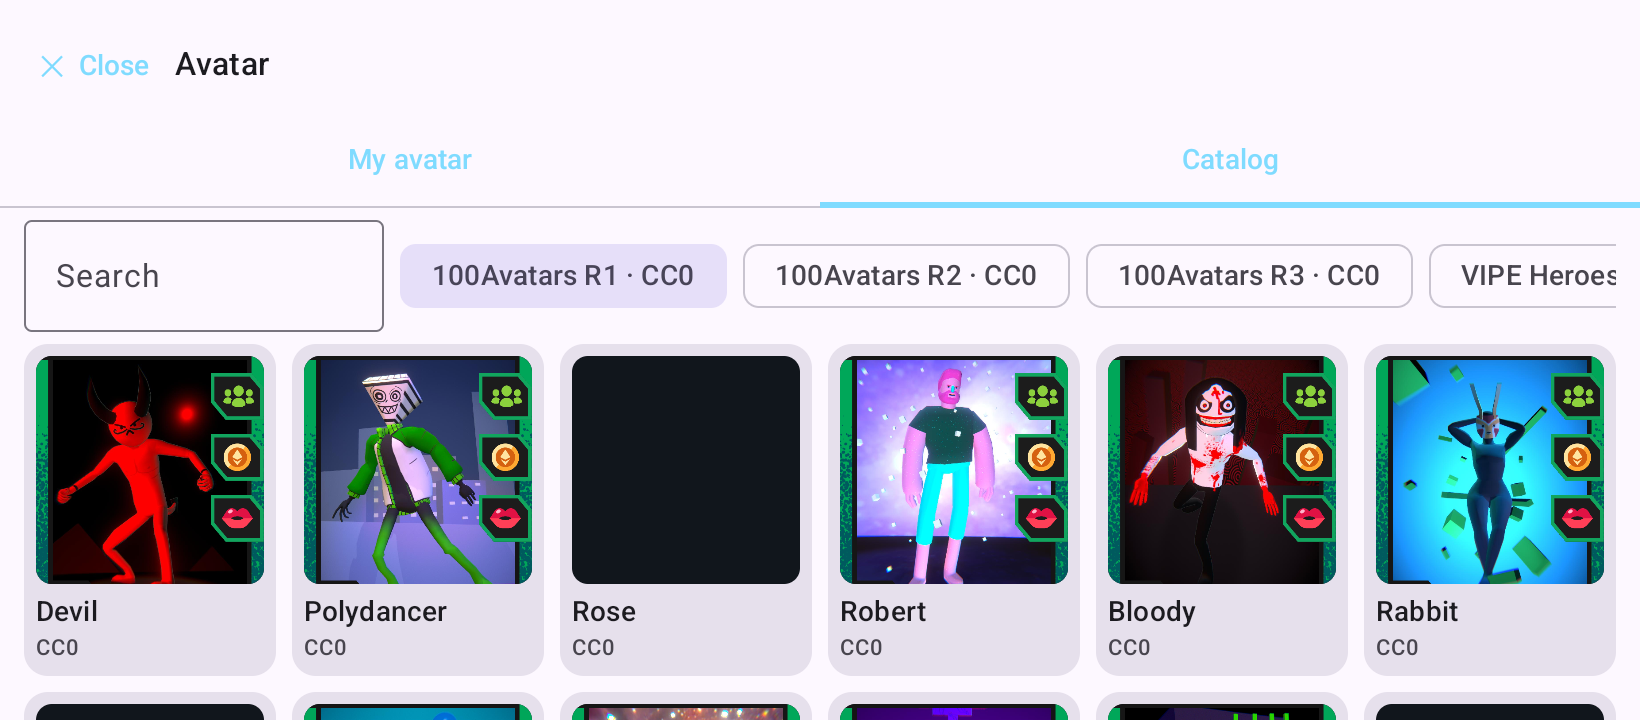 Close Avatar
My avatar Catalog
Search 100Avatars R1 · CC0 100Avatars R2 · CC0 100Avatars R3 · CC0 VIPE Heroes
Devil Polydancer Rose Robert Bloody Rabbit
CC0 CC0 CC0 CC0 CC0 CC0